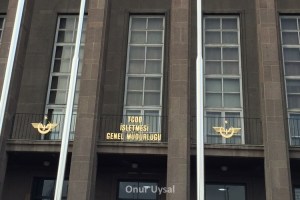 TCDD
İŞLETMESİ
GENEL MÜDÜRLÜĞÜ
Onur Uysal